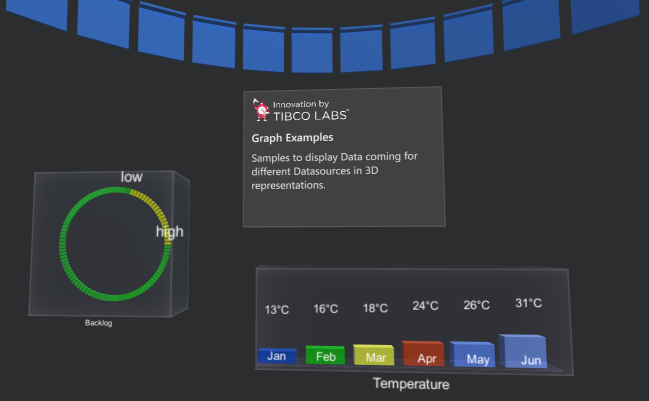 Innovation by
TIBCO LABS™
Graph Examples
Samples to display Data coming for
different Datasources in 3D
representations.
low
high
Backlog
13°C 16°C 18°C 24°C 26°C 31°C
Jan Feb Mar Apr May Jun
Temperature